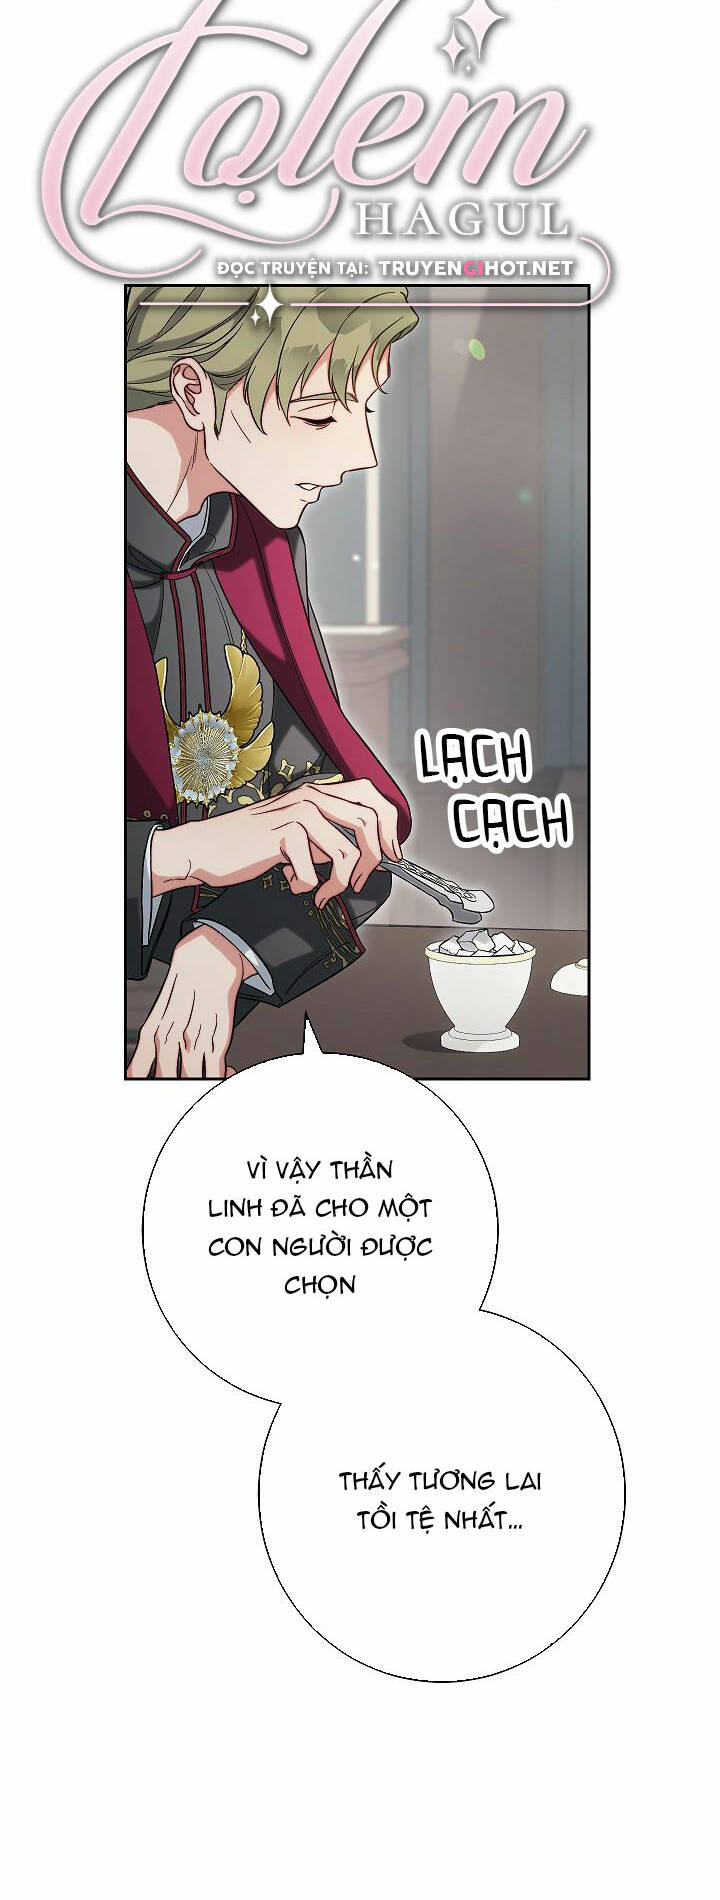 Lọlem
HAGUL
ĐỌC TRUYỆN TẠI: TRUYENGIHOT.NET
LẠCH
CẠCH
VÌ VẬY THẦN
LINH ĐÃ CHO MỘT
CON NGƯỜI ĐƯỢC
CHỌN
THẤY TƯƠNG LAI
TỒI TỆ NHẤT...